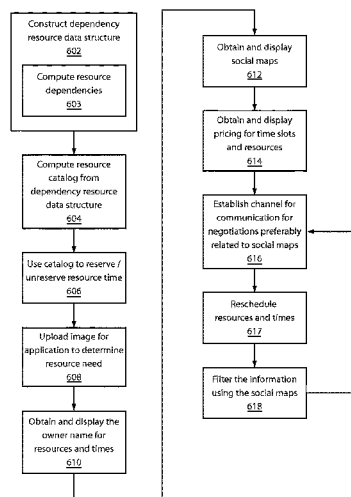 Construct dependency
resource data structure
602
Compute resource
dependencies
603
Compute resource
catalog from
dependency resource
data structure
604
Use catalog to reserve /
unreserve resource time
606
Upload image for
application to determine
resource need
608
Obtain and display the
owner name for
resources and times
610
Obtain and display
social maps
612
Obtain and display
pricing for time slots
and resources
614
Establish channel for
communication for
negotiations preferably
related to social maps
616
Reschedule
resources and times
617
Filter the information
using the social maps
618